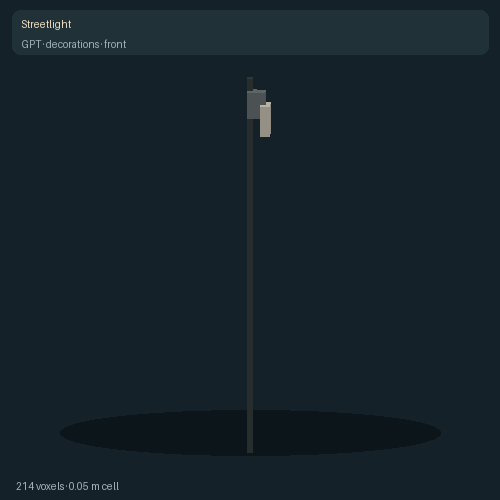 Streetlight
GPT · decorations · front
214 voxels · 0.05 m cell